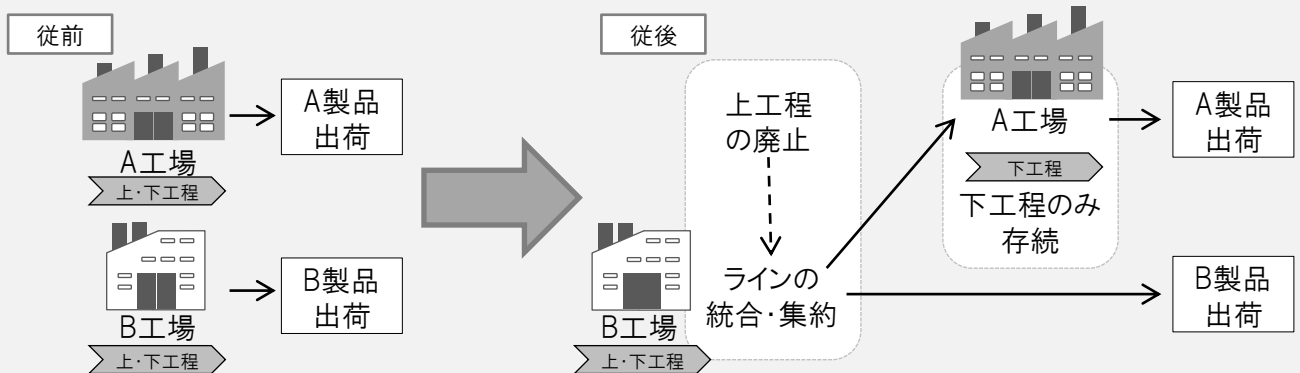 従前
A製品
出荷
A工場
上・下工程
B製品
出荷
B工場
上・下工程
従後
上工程
の廃止
ラインの
統合・集約
B工場
上・下工程
A工場
下工程
下工程のみ
存続
A製品
出荷
B製品
出荷